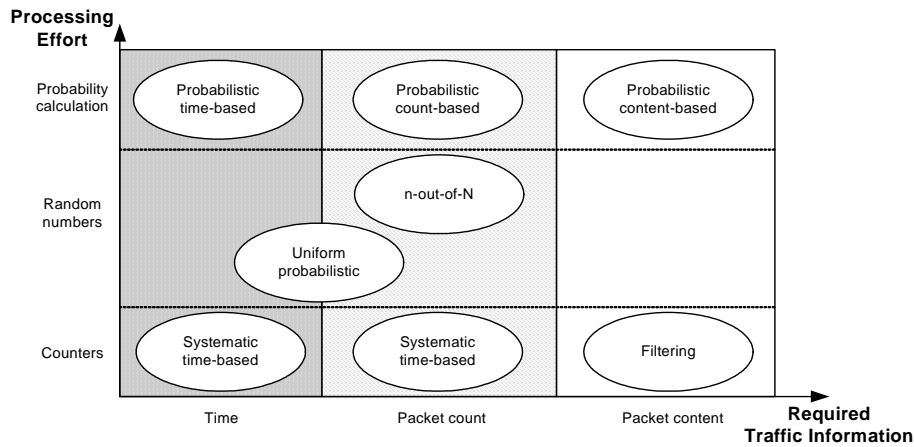 Processing
Effort
Probability
calculation
Probabilistic
time-based
Probabilistic
count-based
Probabilistic
content-based
Random
numbers
n-out-of-N
Uniform
probabilistic
Counters
Systematic
time-based
Systematic
time-based
Filtering
Time
Packet count
Packet content
Required
Traffic Information